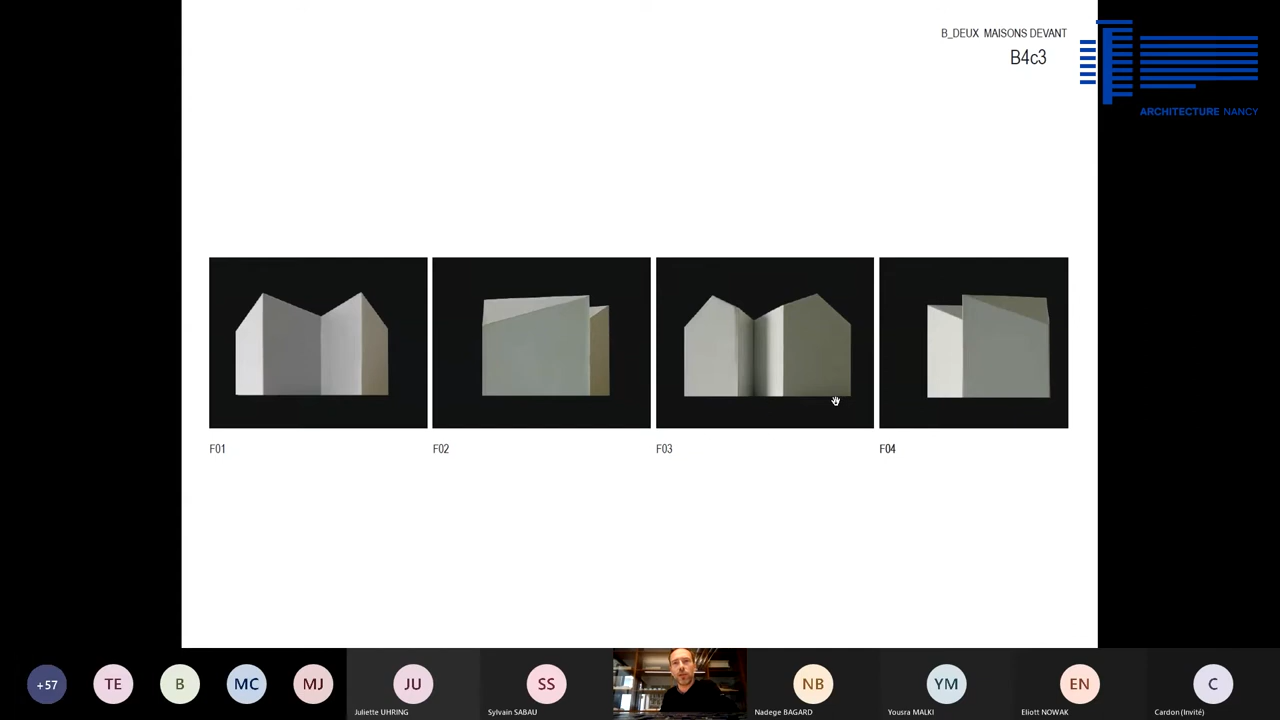 B_DEUX MAISONS DEVANT
B4c3
ARCHITECTURE NANCY
F01
F02
F03
F04
+57
TE
B
MC
MJ
JU
SS
NB
YM
EN
C
Juliette UHRING
Sylvain SABAU
Nadege BAGARD
Yousra MALKI
Eliott NOWAK
Cardon (Invité)